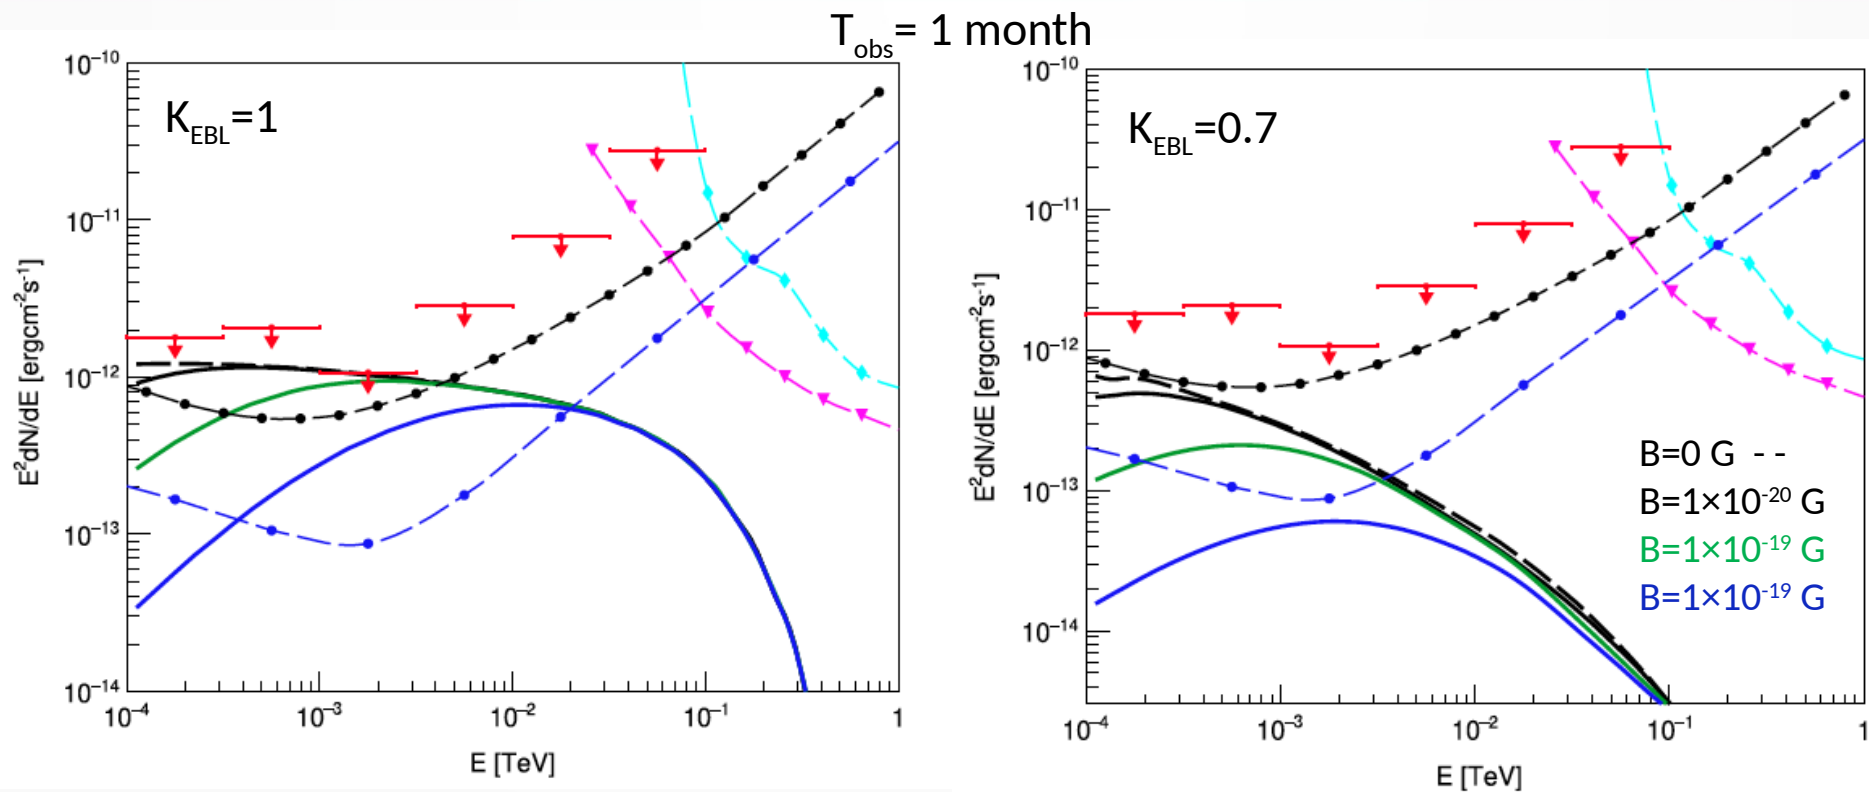 T_obs= 1 month
K_EBL=1
10⁻¹⁰
10⁻¹¹
10⁻¹²
10⁻¹³
10⁻¹⁴
E²dN/dE [ergcm⁻²s⁻¹]
10⁻⁴ 10⁻³ 10⁻² 10⁻¹ 1
E [TeV]
K_EBL=0.7
10⁻¹⁰
10⁻¹¹
10⁻¹²
10⁻¹³
10⁻¹⁴
E²dN/dE [ergcm⁻²s⁻¹]
B=0 G - -
B=1×10⁻²⁰ G
B=1×10⁻¹⁹ G
B=1×10⁻¹⁹ G
10⁻⁴ 10⁻³ 10⁻² 10⁻¹ 1
E [TeV]